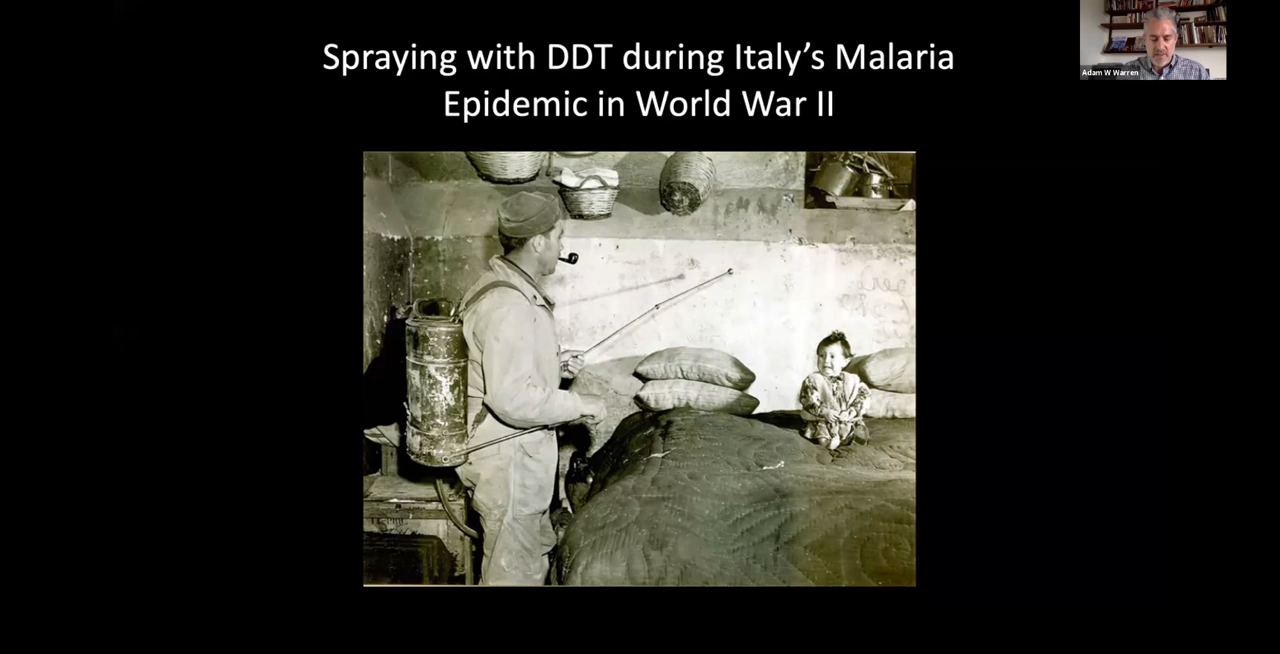 Spraying with DDT during Italy's Malaria
Epidemic in World War II
Adam W Warren